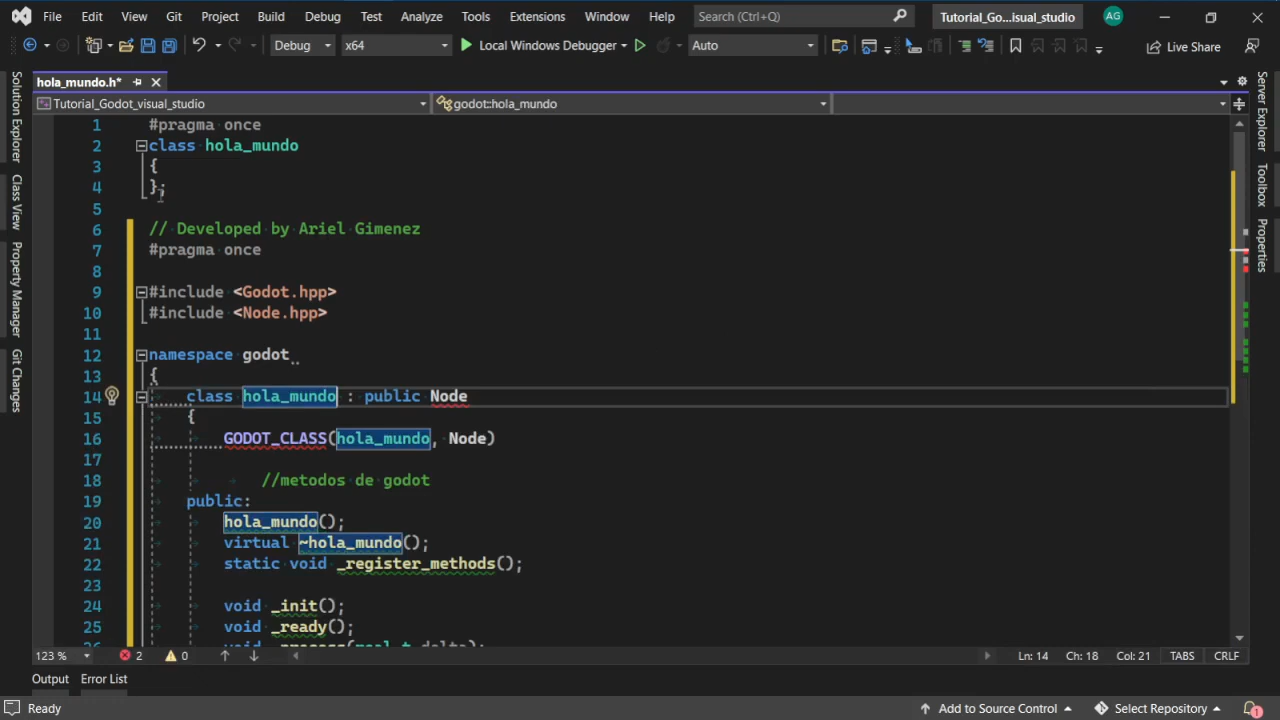 File Edit View Git Project Build Debug Test Analyze Tools Extensions Window Help Search (Ctrl+Q) Tutorial_Go...isual_studio AG
Debug x64 Local Windows Debugger Auto Live Share
hola_mundo.h*
Tutorial_Godot_visual_studio godot::hola_mundo
Solution Explorer
Class View
Property Manager
Git Changes
Server Explorer
Toolbox
Properties
1 #pragma once
2 class hola_mundo
3 {
4 };
5
6 // Developed by Ariel Gimenez
7 #pragma once
8
9 #include <Godot.hpp>
10 #include <Node.hpp>
11
12 namespace godot
13 {
14 class hola_mundo : public Node
15 {
16 GODOT_CLASS(hola_mundo, Node)
17
18 //metodos de godot
19 public:
20 hola_mundo();
21 virtual ~hola_mundo();
22 static void _register_methods();
23
24 void _init();
25 void _ready();
26 void _process(real_t delta);
123 % 2 0 Ln: 14 Ch: 18 Col: 21 TABS CRLF
Output Error List
Ready Add to Source Control Select Repository 1